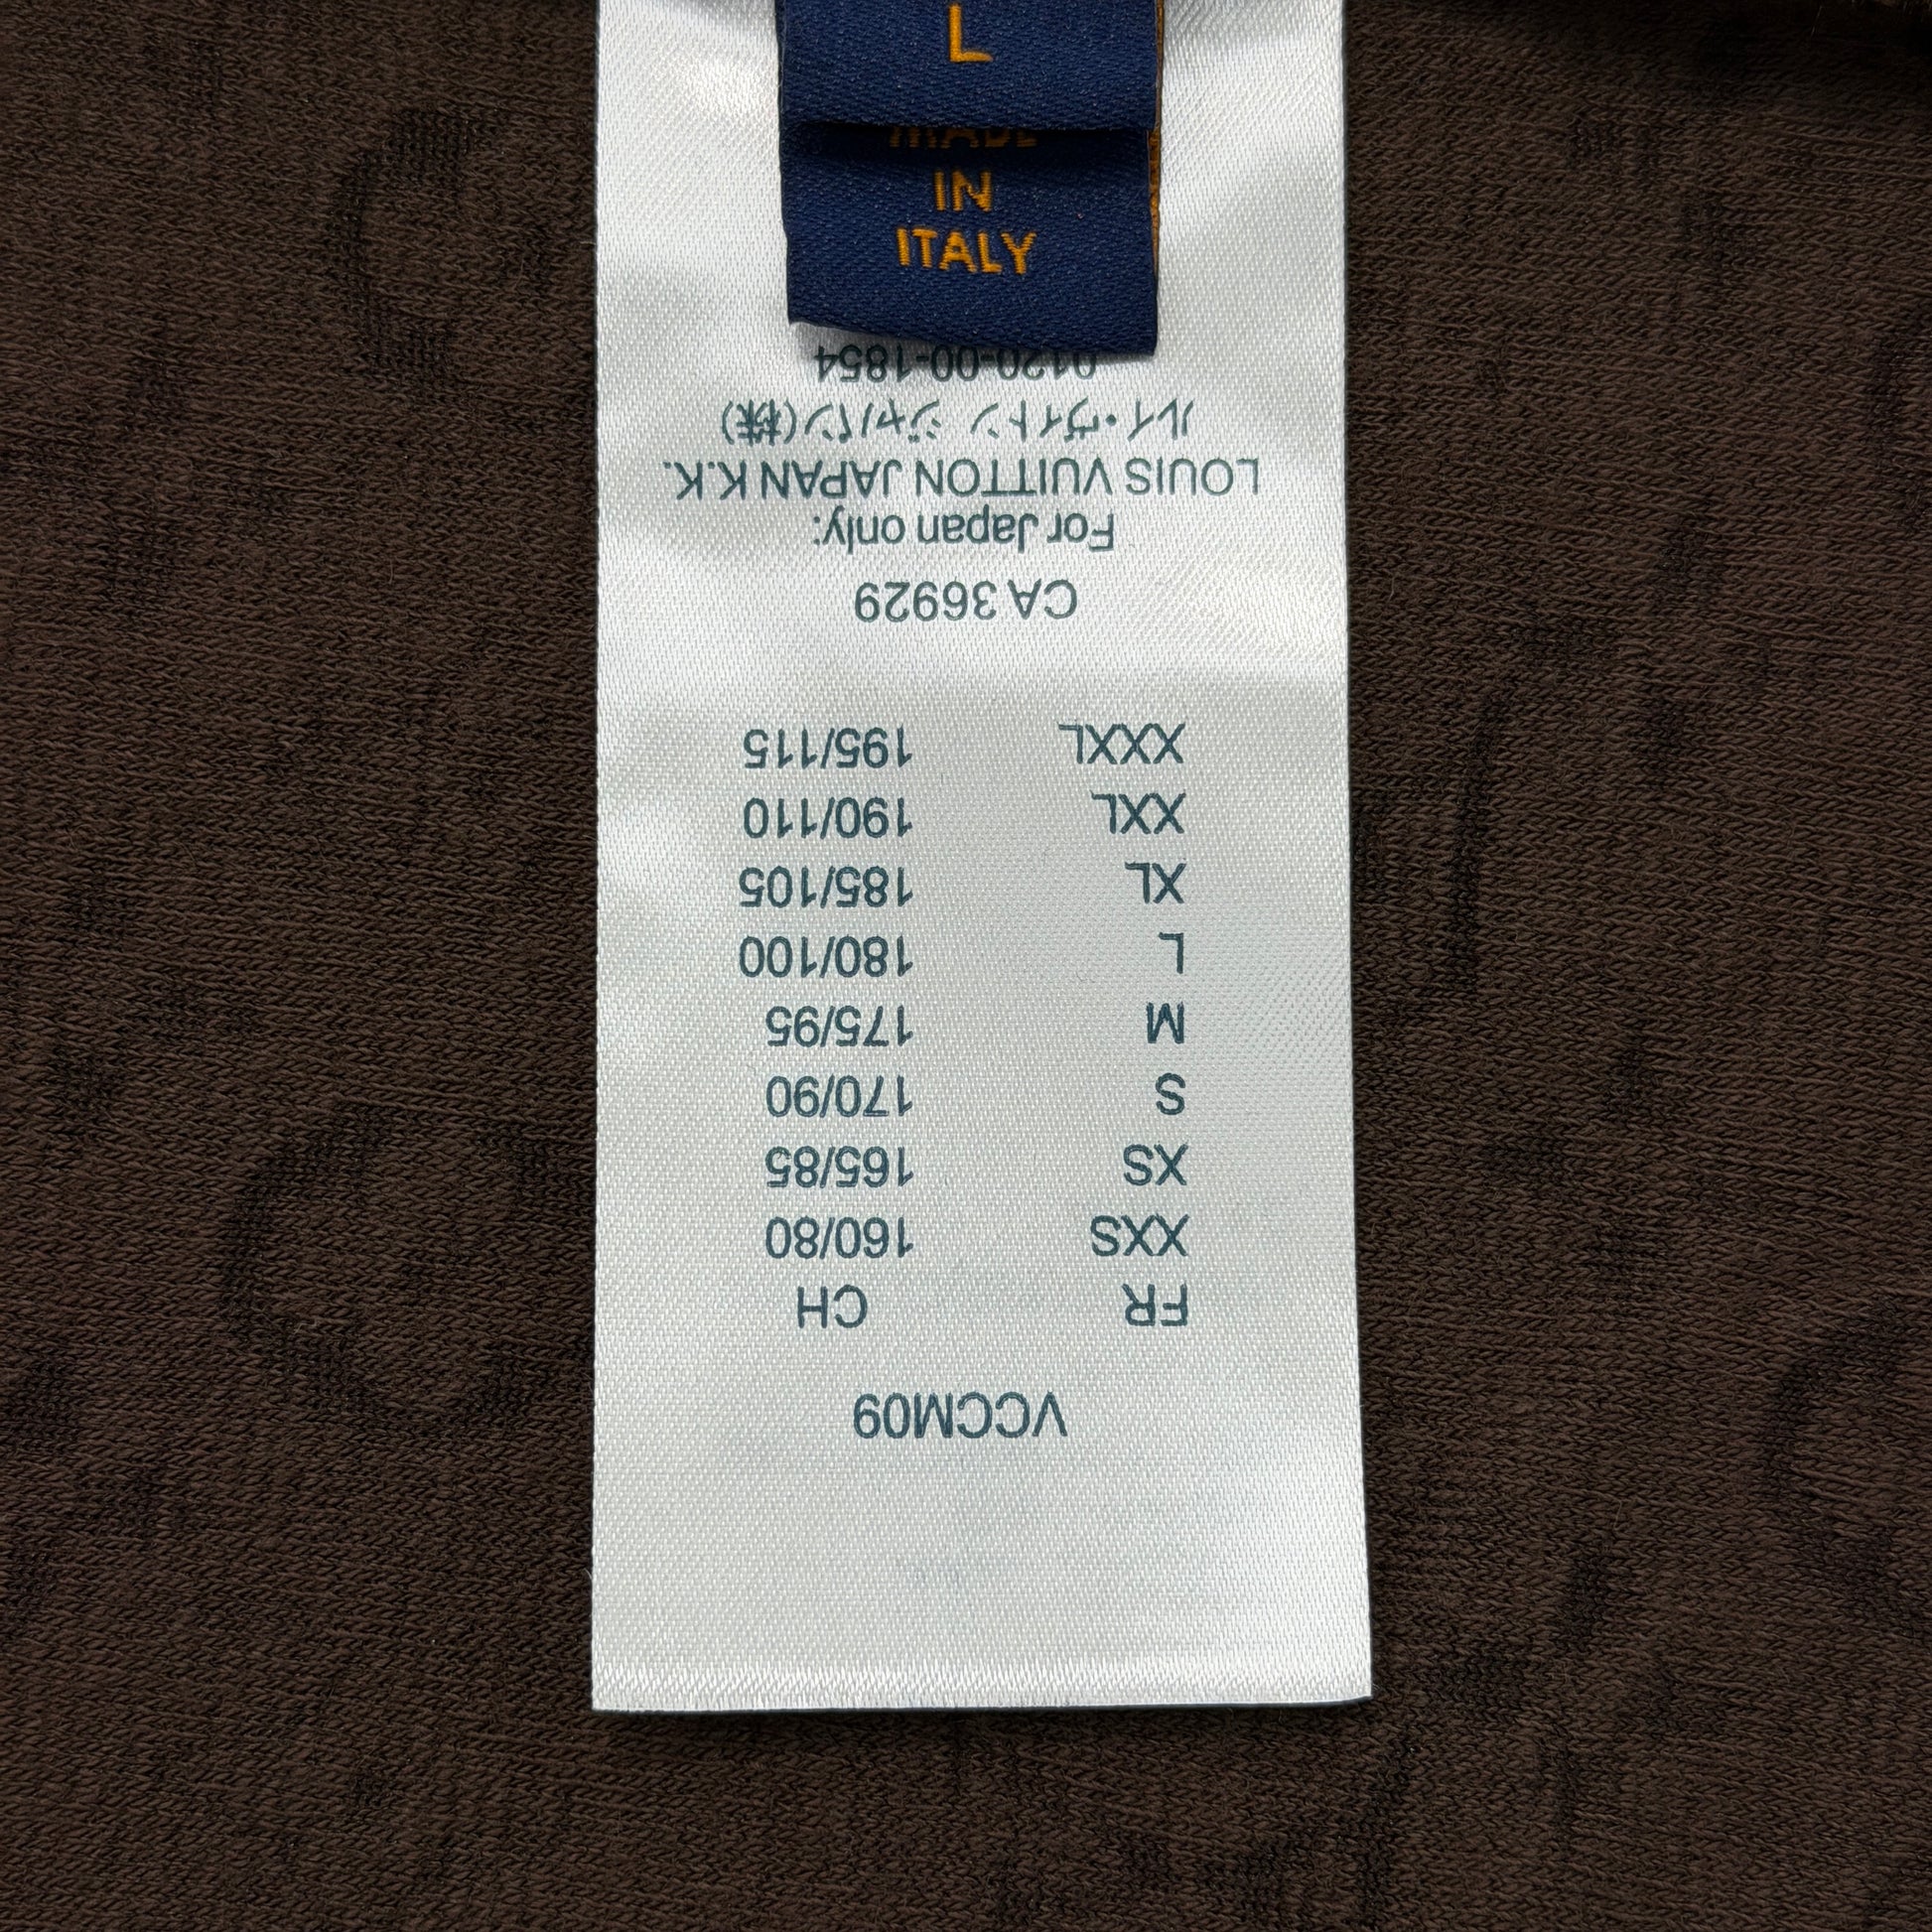 L
MADE
IN
ITALY
VCCM09
FR CH
XXS 160/80
XS 165/85
S 170/90
M 175/95
L 180/100
XL 185/105
XXL 190/110
XXXL 195/115
CA 36929
For Japan only:
LOUIS VUITTON JAPAN K.K.
ルイ・ヴィトン ジャパン(株)
0120-00-1854